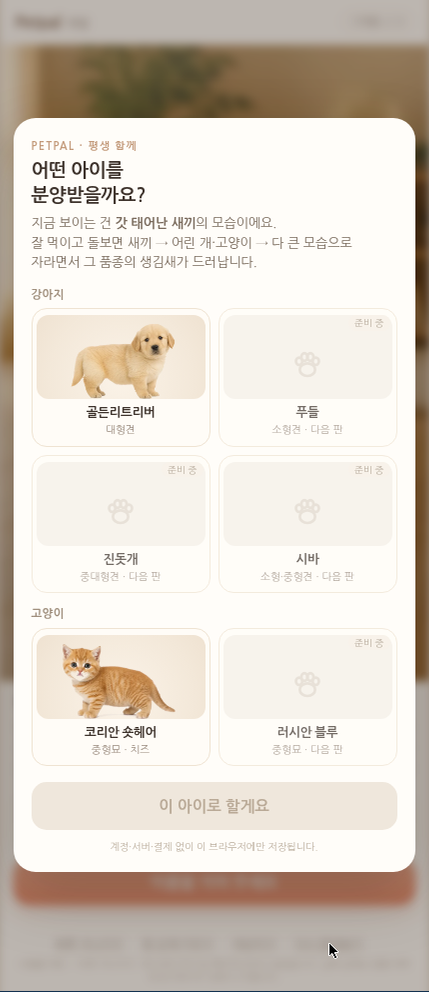 PETPAL · 평생 함께
어떤 아이를
분양받을까요?
지금 보이는 건 갓 태어난 새끼의 모습이에요.
잘 먹이고 돌보면 새끼 → 어린 개·고양이 → 다 큰 모습으로
자라면서 그 품종의 생김새가 드러납니다.
강아지
준비 중
골든리트리버
푸들
대형견
소형견 · 다음 판
준비 중
준비 중
진돗개
시바
중대형견 · 다음 판
소형·중형견 · 다음 판
고양이
준비 중
코리안 숏헤어
러시안 블루
중형묘 · 치즈
중형묘 · 다음 판
이 아이로 할게요
계정·서버·결제 없이 이 브라우저에만 저장됩니다.